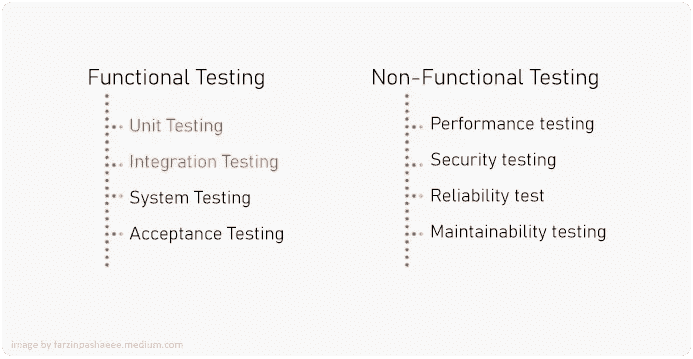 Functional Testing
Unit Testing
Integration Testing
System Testing
Acceptance Testing
Non-Functional Testing
Performance testing
Security testing
Reliability test
Maintainability testing
image by farzinpashaeee.medium.com